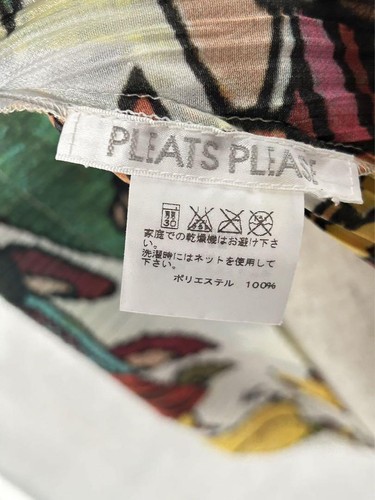 PLEATS PLEASE
30
家庭での乾燥機はお避け下さ
い。
洗濯時にはネットを使用して
下さい。
ポリエステル 100%